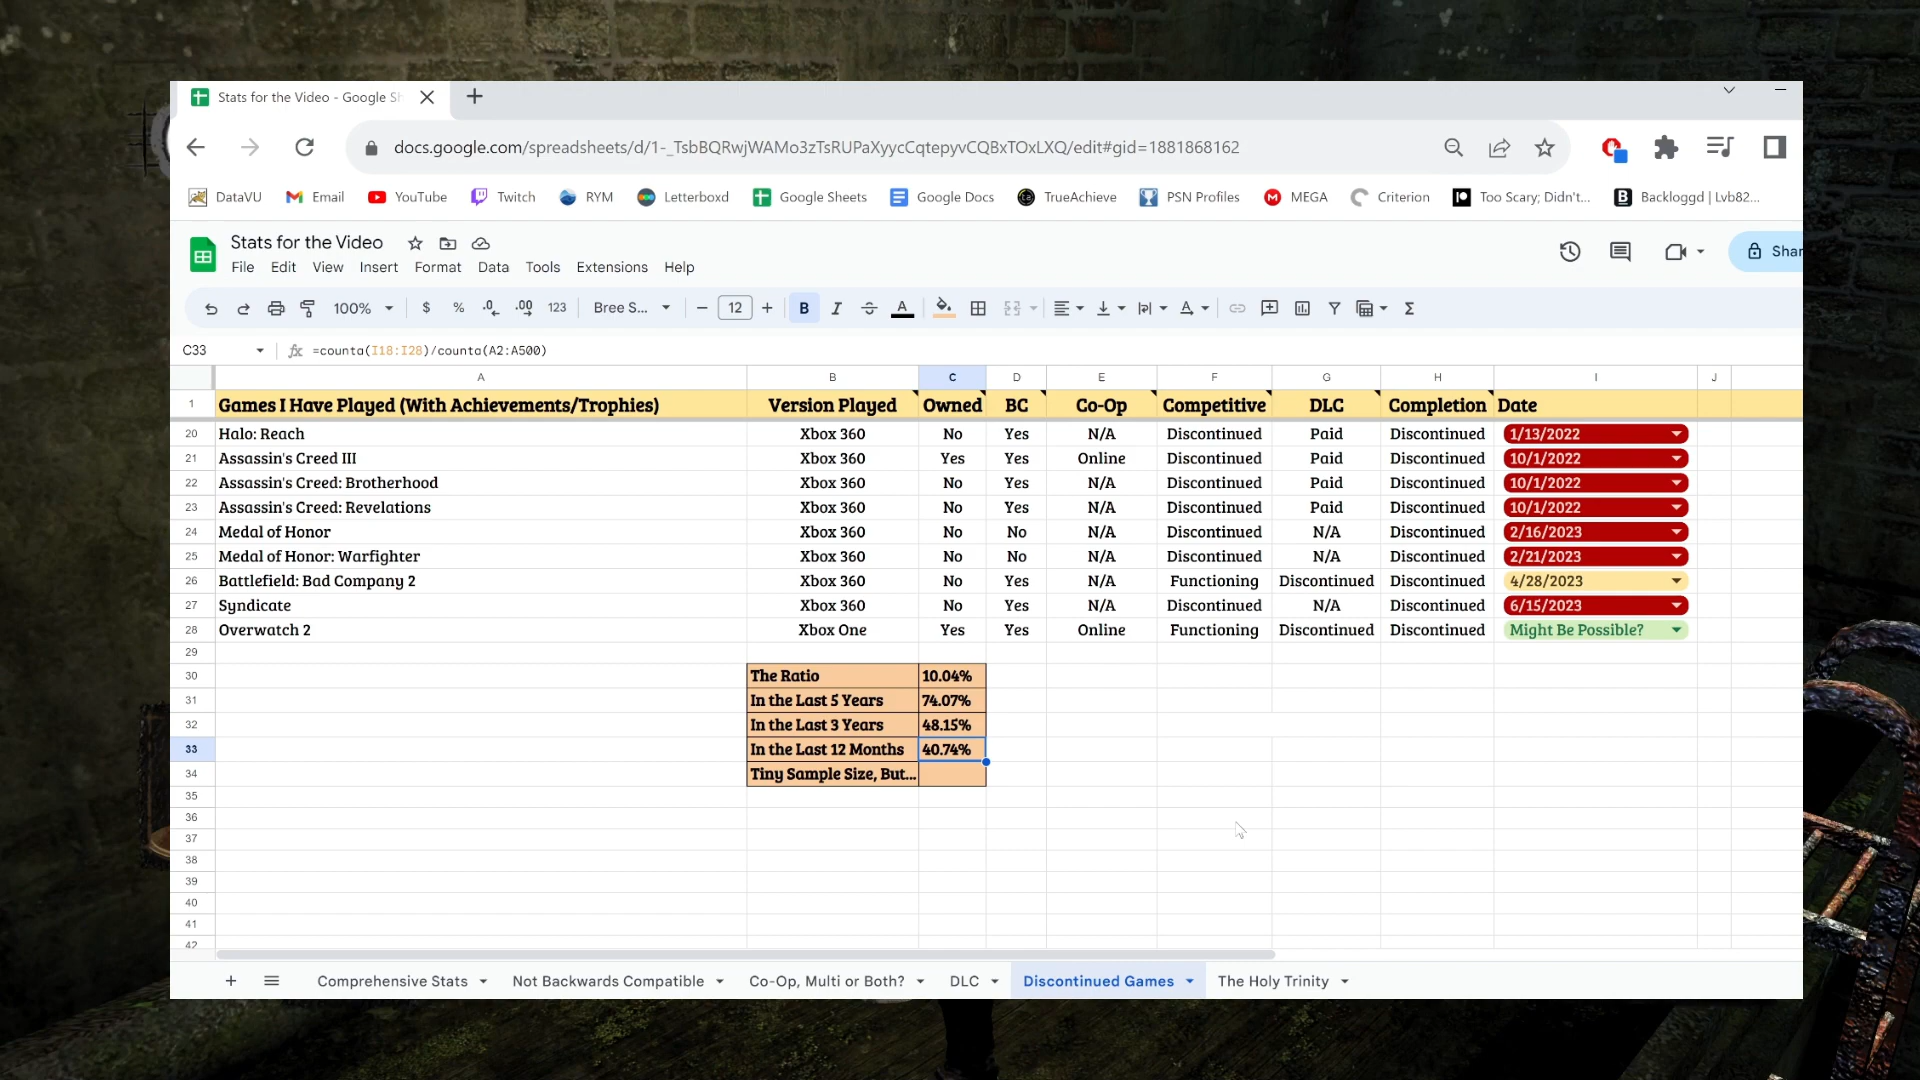 Stats for the Video - Google Sh
docs.google.com/spreadsheets/d/1-_TsbBQRwjWAMo3zTsRUPaXyycCqtepyvCQBxTOxLXQ/edit#gid=1881868162
DataVU Email YouTube Twitch RYM Letterboxd Google Sheets Google Docs TrueAchieve PSN Profiles MEGA Criterion Too Scary; Didn't... Backloggd | Lvb82...
Stats for the Video
File Edit View Insert Format Data Tools Extensions Help
Shar
100% $ % .0 .00 123 Bree S... 12 B I A
C33 fx =counta(I18:I28)/counta(A2:A500)
A B C D E F G H I J
1 Games I Have Played (With Achievements/Trophies) Version Played Owned BC Co-Op Competitive DLC Completion Date
20 Halo: Reach Xbox 360 No Yes N/A Discontinued Paid Discontinued 1/13/2022
21 Assassin's Creed III Xbox 360 Yes Yes Online Discontinued Paid Discontinued 10/1/2022
22 Assassin's Creed: Brotherhood Xbox 360 No Yes N/A Discontinued Paid Discontinued 10/1/2022
23 Assassin's Creed: Revelations Xbox 360 No Yes N/A Discontinued Paid Discontinued 10/1/2022
24 Medal of Honor Xbox 360 No No N/A Discontinued N/A Discontinued 2/16/2023
25 Medal of Honor: Warfighter Xbox 360 No No N/A Discontinued N/A Discontinued 2/21/2023
26 Battlefield: Bad Company 2 Xbox 360 No Yes N/A Functioning Discontinued Discontinued 4/28/2023
27 Syndicate Xbox 360 No Yes N/A Discontinued N/A Discontinued 6/15/2023
28 Overwatch 2 Xbox One Yes Yes Online Functioning Discontinued Discontinued Might Be Possible?
29
30 The Ratio 10.04%
31 In the Last 5 Years 74.07%
32 In the Last 3 Years 48.15%
33 In the Last 12 Months 40.74%
34 Tiny Sample Size, But...
35
36
37
38
39
40
41
42
Comprehensive Stats Not Backwards Compatible Co-Op, Multi or Both? DLC Discontinued Games The Holy Trinity